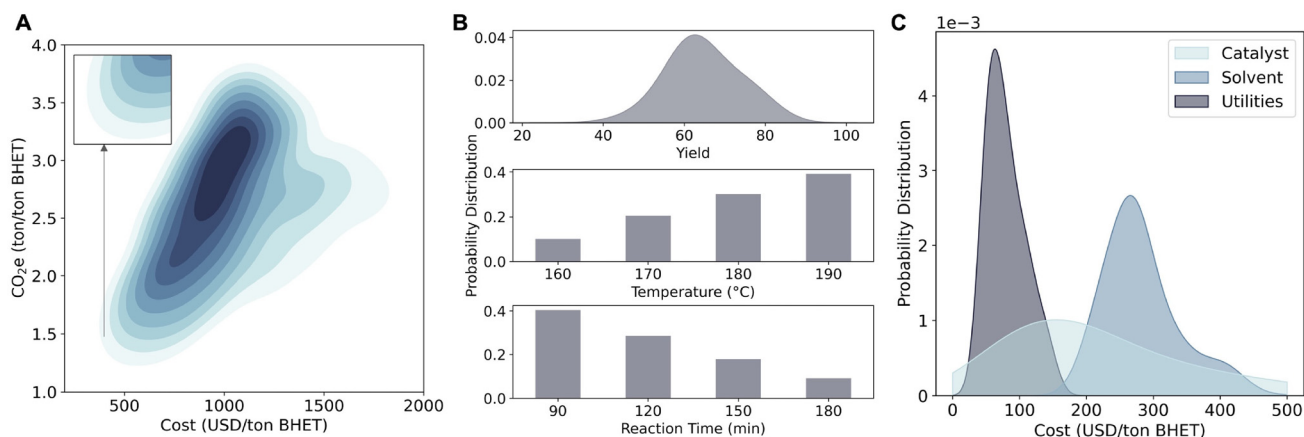 A
CO₂e (ton/ton BHET)
4.0
3.5
3.0
2.5
2.0
1.5
1.0
500 1000 1500 2000
Cost (USD/ton BHET)
B
Probability Distribution
0.04
0.02
0.00
20 40 60 80 100
Yield
0.4
0.2
0.0
160 170 180 190
Temperature (°C)
0.4
0.2
0.0
90 120 150 180
Reaction Time (min)
C
1e−3
Probability Distribution
5
4
3
2
1
0
Catalyst
Solvent
Utilities
0 100 200 300 400 500
Cost (USD/ton BHET)